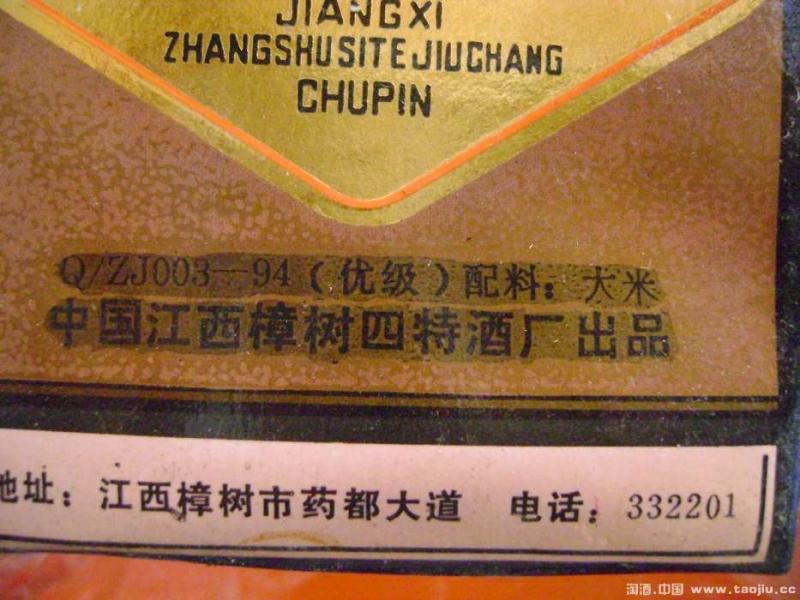 JIANGXI
ZHANGSHUSITEJIUCHANG
CHUPIN
Q/ZJ003—94（优级）配料：大米
中国江西樟树四特酒厂出品
地址：江西樟树市药都大道 电话：332201
淘酒.中国 www.taojiu.cc